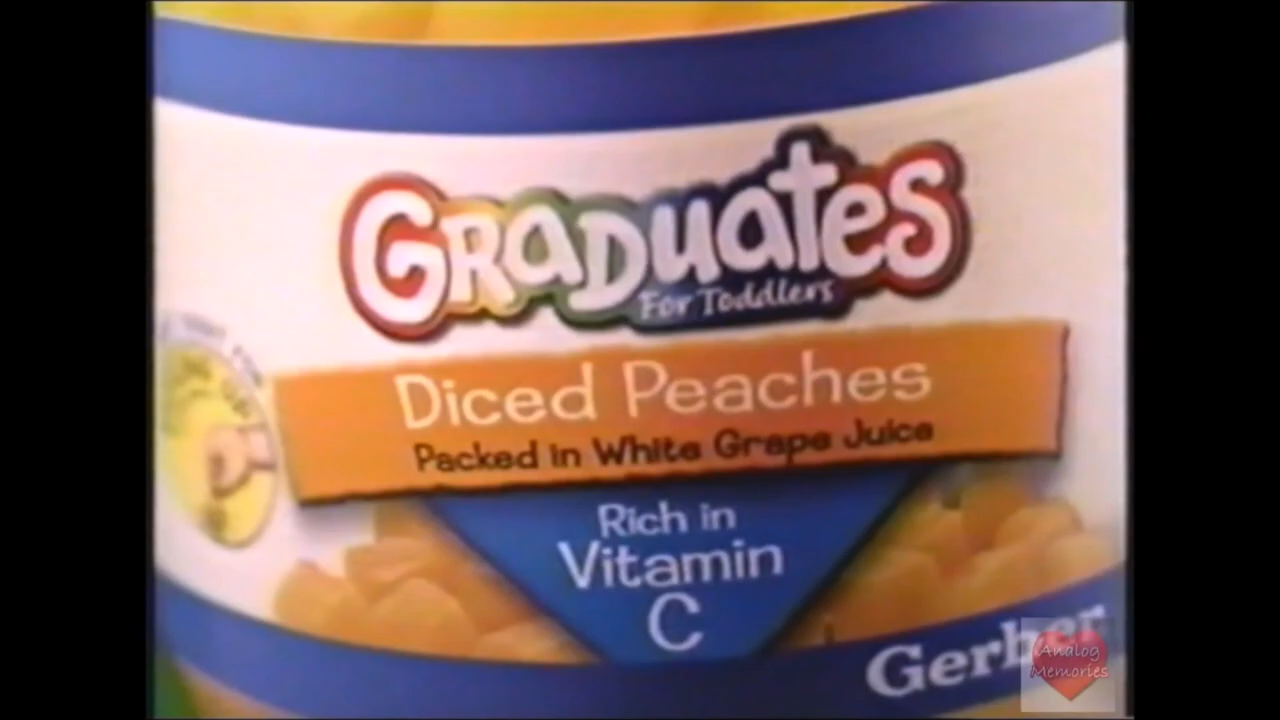 GRaDuates
For Toddlers
Diced Peaches
Packed in White Grape Juice
Rich in
Vitamin
C
Gerber
Analog
Memories